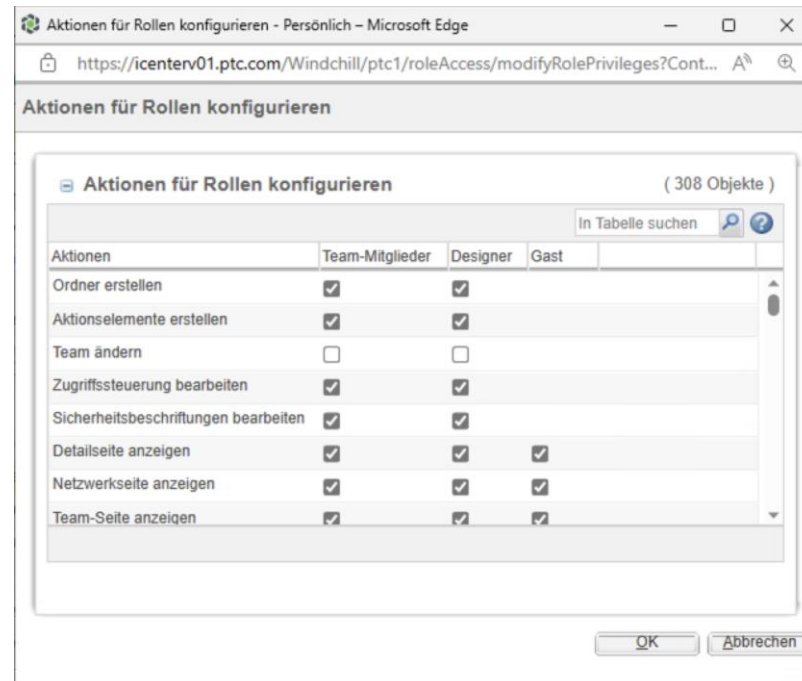 Aktionen für Rollen konfigurieren - Persönlich – Microsoft Edge
https://icenterv01.ptc.com/Windchill/ptc1/roleAccess/modifyRolePrivileges?Cont...
Aktionen für Rollen konfigurieren
Aktionen für Rollen konfigurieren ( 308 Objekte )
In Tabelle suchen
Aktionen Team-Mitglieder Designer Gast
Ordner erstellen
Aktionselemente erstellen
Team ändern
Zugriffssteuerung bearbeiten
Sicherheitsbeschriftungen bearbeiten
Detailseite anzeigen
Netzwerkseite anzeigen
Team-Seite anzeigen
OK Abbrechen